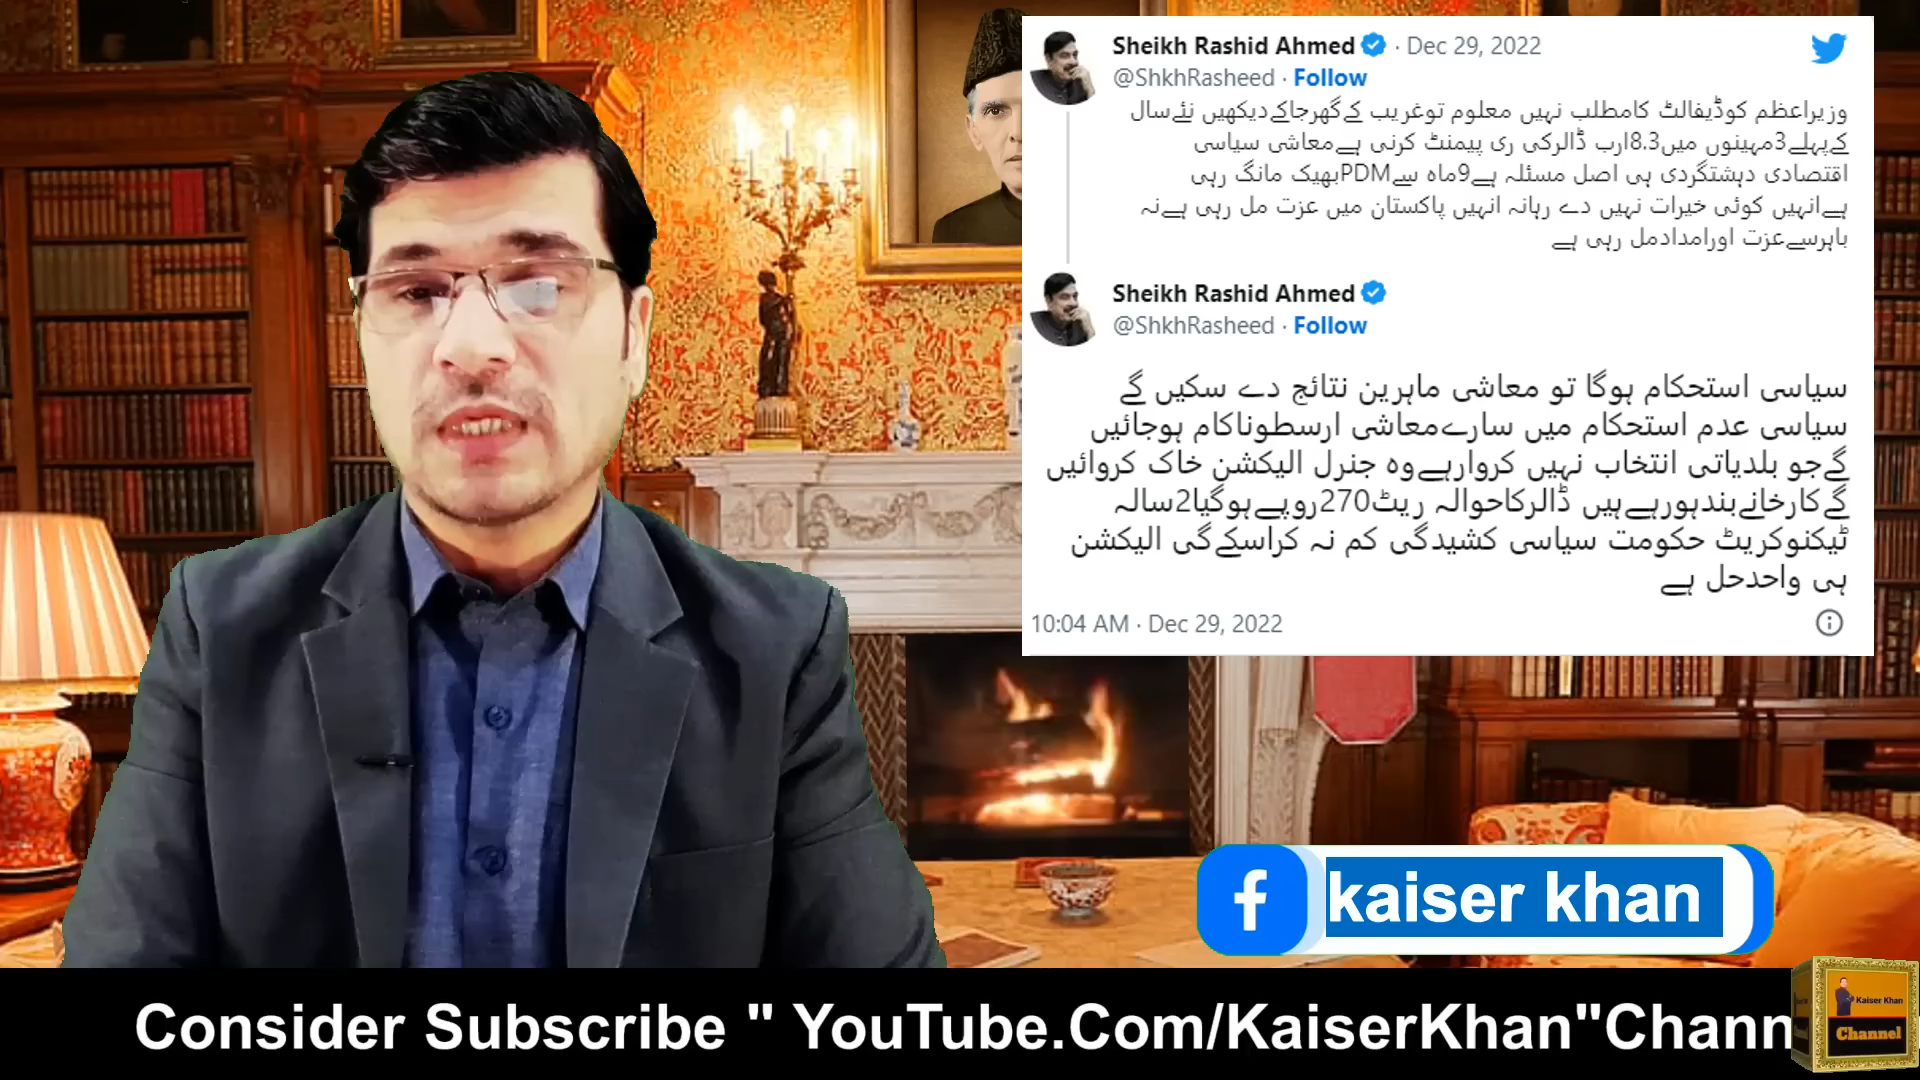 Sheikh Rashid Ahmed · Dec 29, 2022
@ShkhRasheed · Follow
وزیراعظم کوڈیفالٹ کامطلب نہیں معلوم توغریب کےگھرجاکےدیکھیں نئےسال
کےپہلے3مہینوں میں8.3ارب ڈالرکی ری پیمنٹ کرنی ہےمعاشی سیاسی
اقتصادی دہشتگردی ہی اصل مسئلہ ہے9ماہ سےPDMبھیک مانگ رہی
ہےانہیں کوئی خیرات نہیں دے رہانہ انہیں پاکستان میں عزت مل رہی ہےنہ
باہرسےعزت اورامدادمل رہی ہے
Sheikh Rashid Ahmed
@ShkhRasheed · Follow
سیاسی استحکام ہوگا تو معاشی ماہرین نتائج دے سکیں گے
سیاسی عدم استحکام میں سارےمعاشی ارسطوناکام ہوجائیں
گےجو بلدیاتی انتخاب نہیں کروارہےوہ جنرل الیکشن خاک کروائیں
گےکارخانےبندہورہےہیں ڈالرکاحوالہ ریٹ270روپےہوگیا2سالہ
ٹیکنوکریٹ حکومت سیاسی کشیدگی کم نہ کراسکےگی الیکشن
ہی واحدحل ہے
10:04 AM · Dec 29, 2022
kaiser khan
Kaiser Khan
Channel
Consider Subscribe " YouTube.Com/KaiserKhan"Chann